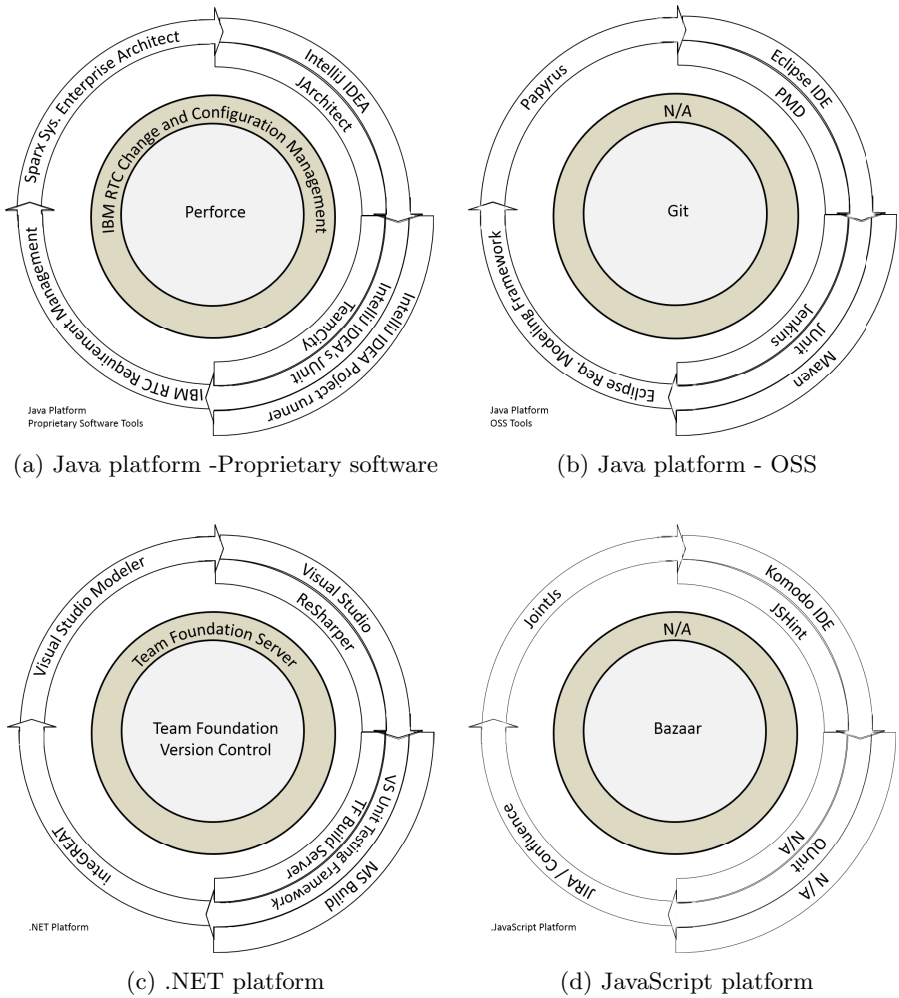 Sparx Sys. Enterprise Architect
IntelliJ IDEA
JArchitect
IBM RTC Change and Configuration Management
Perforce
IBM RTC Requirement Management
TeamCity
IntelliJ IDEA's JUnit
IntelliJ IDEA Project runner
Java Platform
Proprietary Software Tools
(a) Java platform -Proprietary software
Papyrus
Eclipse IDE
PMD
N/A
Git
Eclipse Req. Modeling Framework
Jenkins
JUnit
Maven
Java Platform
OSS Tools
(b) Java platform - OSS
Visual Studio Modeler
Visual Studio
ReSharper
Team Foundation Server
Team Foundation
Version Control
inteGREAT
TF Build Server
VS Unit Testing Framework
MS Build
.NET Platform
(c) .NET platform
JointJs
Komodo IDE
JSHint
N/A
Bazaar
JIRA / Confluence
N/A
QUnit
N/A
.JavaScript Platform
(d) JavaScript platform